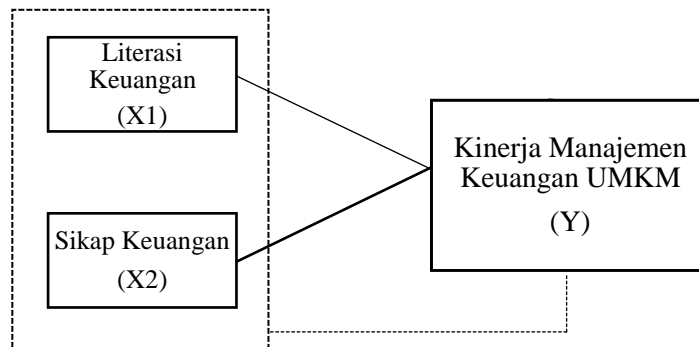 Literasi
Keuangan
(X1)
Sikap Keuangan
(X2)
Kinerja Manajemen
Keuangan UMKM
(Y)